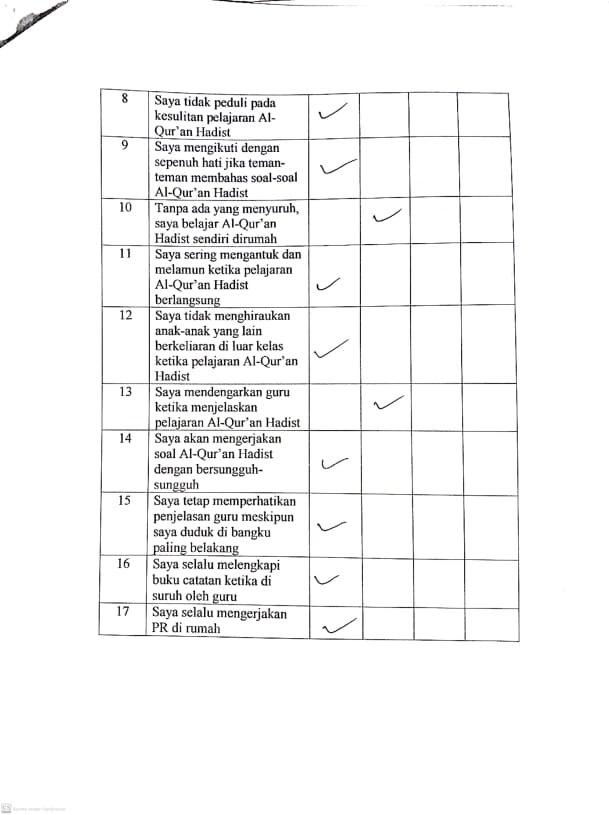 8 Saya tidak peduli pada
kesulitan pelajaran Al-
Qur'an Hadist
9 Saya mengikuti dengan
sepenuh hati jika teman-
teman membahas soal-soal
Al-Qur'an Hadist
10 Tanpa ada yang menyuruh,
saya belajar Al-Qur'an
Hadist sendiri dirumah
11 Saya sering mengantuk dan
melamun ketika pelajaran
Al-Qur'an Hadist
berlangsung
12 Saya tidak menghiraukan
anak-anak yang lain
berkeliaran di luar kelas
ketika pelajaran Al-Qur'an
Hadist
13 Saya mendengarkan guru
ketika menjelaskan
pelajaran Al-Qur'an Hadist
14 Saya akan mengerjakan
soal Al-Qur'an Hadist
dengan bersungguh-
sungguh
15 Saya tetap memperhatikan
penjelasan guru meskipun
saya duduk di bangku
paling belakang
16 Saya selalu melengkapi
buku catatan ketika di
suruh oleh guru
17 Saya selalu mengerjakan
PR di rumah
CS